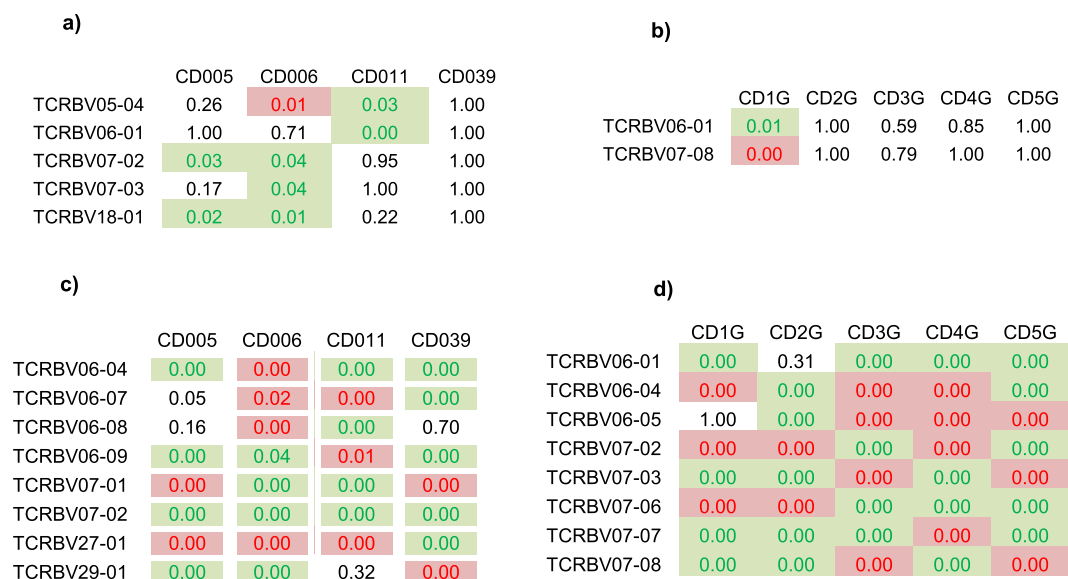 a)
CD005 CD006 CD011 CD039
TCRBV05-04 0.26 0.01 0.03 1.00
TCRBV06-01 1.00 0.71 0.00 1.00
TCRBV07-02 0.03 0.04 0.95 1.00
TCRBV07-03 0.17 0.04 1.00 1.00
TCRBV18-01 0.02 0.01 0.22 1.00
b)
CD1G CD2G CD3G CD4G CD5G
TCRBV06-01 0.01 1.00 0.59 0.85 1.00
TCRBV07-08 0.00 1.00 0.79 1.00 1.00
c)
CD005 CD006 CD011 CD039
TCRBV06-04 0.00 0.00 0.00 0.00
TCRBV06-07 0.05 0.02 0.00 0.00
TCRBV06-08 0.16 0.00 0.00 0.70
TCRBV06-09 0.00 0.04 0.01 0.00
TCRBV07-01 0.00 0.00 0.00 0.00
TCRBV07-02 0.00 0.00 0.00 0.00
TCRBV27-01 0.00 0.00 0.00 0.00
TCRBV29-01 0.00 0.00 0.32 0.00
d)
CD1G CD2G CD3G CD4G CD5G
TCRBV06-01 0.00 0.31 0.00 0.00 0.00
TCRBV06-04 0.00 0.00 0.00 0.00 0.00
TCRBV06-05 1.00 0.00 0.00 0.00 0.00
TCRBV07-02 0.00 0.00 0.00 0.00 0.00
TCRBV07-03 0.00 0.00 0.00 0.00 0.00
TCRBV07-06 0.00 0.00 0.00 0.00 0.00
TCRBV07-07 0.00 0.00 0.00 0.00 0.00
TCRBV07-08 0.00 0.00 0.00 0.00 0.00